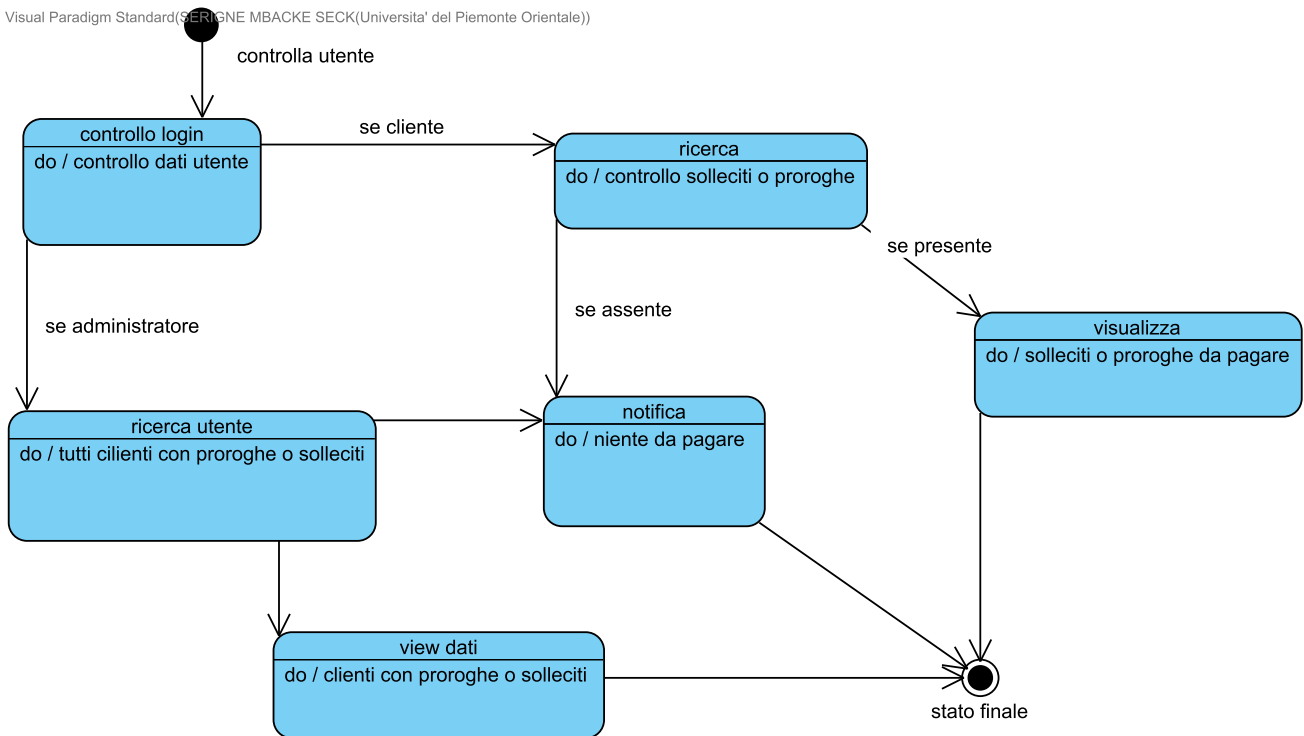 Visual Paradigm Standard(SERIGNE MBACKE SECK(Universita' del Piemonte Orientale))
controlla utente
controllo login
do / controllo dati utente
se cliente
ricerca
do / controllo solleciti o proroghe
se presente
se assente
se administratore
visualizza
do / solleciti o proroghe da pagare
ricerca utente
do / tutti cilienti con proroghe o solleciti
notifica
do / niente da pagare
view dati
do / clienti con proroghe o solleciti
stato finale